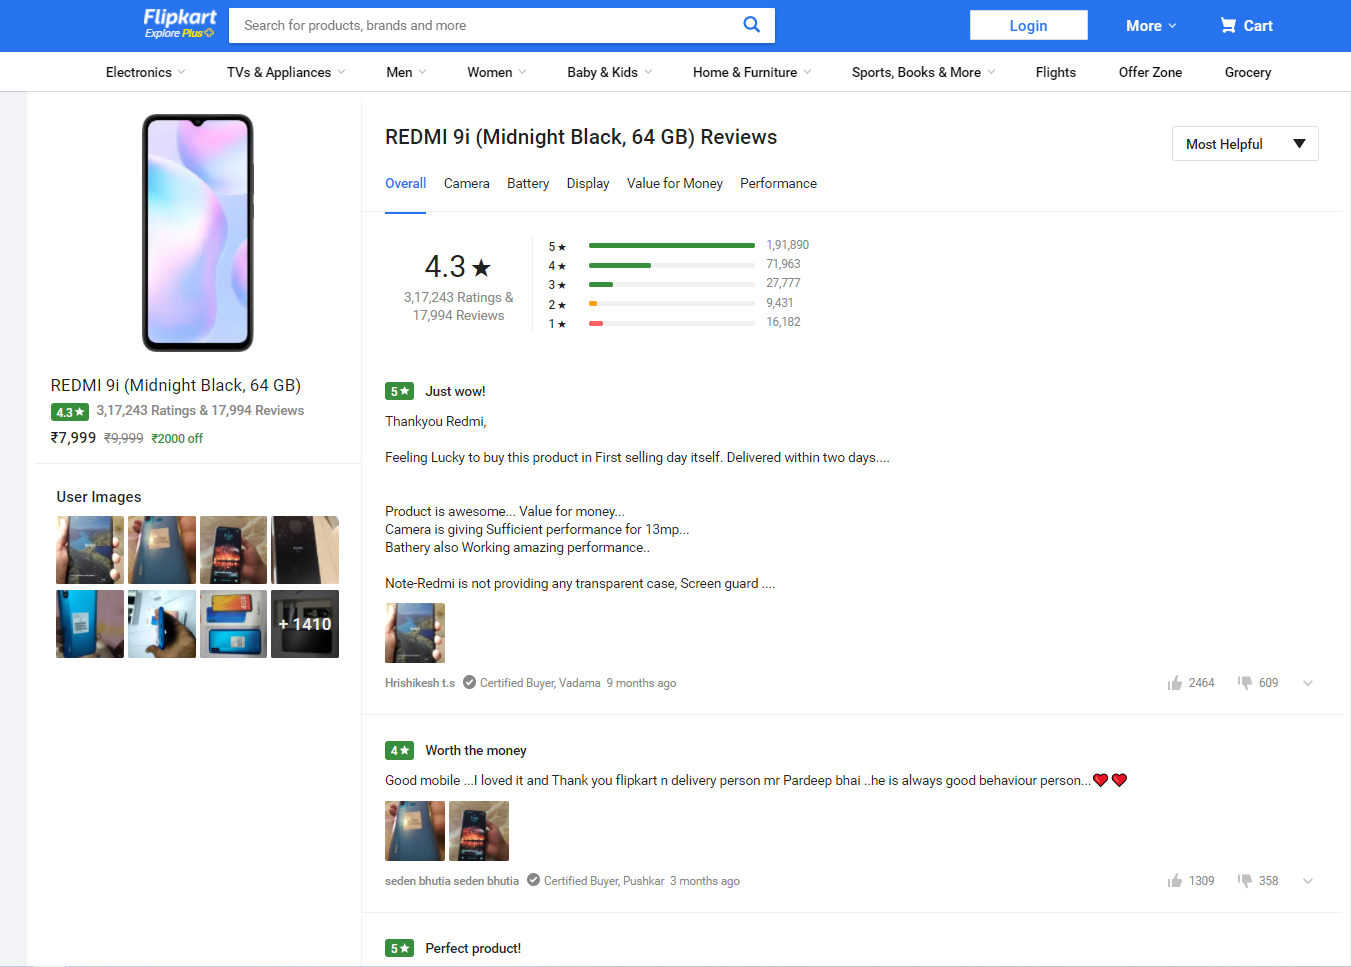 Flipkart
Explore Plus
Search for products, brands and more
Login
More
Cart
Electronics
TVs & Appliances
Men
Women
Baby & Kids
Home & Furniture
Sports, Books & More
Flights
Offer Zone
Grocery
REDMI 9i (Midnight Black, 64 GB)
4.3★ 3,17,243 Ratings & 17,994 Reviews
₹7,999 ₹9,999 ₹2000 off
User Images
+ 1410
REDMI 9i (Midnight Black, 64 GB) Reviews
Most Helpful
Overall
Camera
Battery
Display
Value for Money
Performance
4.3★
3,17,243 Ratings &
17,994 Reviews
5★ 1,91,890
4★ 71,963
3★ 27,777
2★ 9,431
1★ 16,182
5★ Just wow!
Thankyou Redmi,
Feeling Lucky to buy this product in First selling day itself. Delivered within two days....
Product is awesome... Value for money...
Camera is giving Sufficient performance for 13mp...
Bathery also Working amazing performance..
Note-Redmi is not providing any transparent case, Screen guard ....
Hrishikesh t.s Certified Buyer, Vadama 9 months ago
2464 609
4★ Worth the money
Good mobile ...I loved it and Thank you flipkart n delivery person mr Pardeep bhai ..he is always good behaviour person...❤❤
seden bhutia seden bhutia Certified Buyer, Pushkar 3 months ago
1309 358
5★ Perfect product!